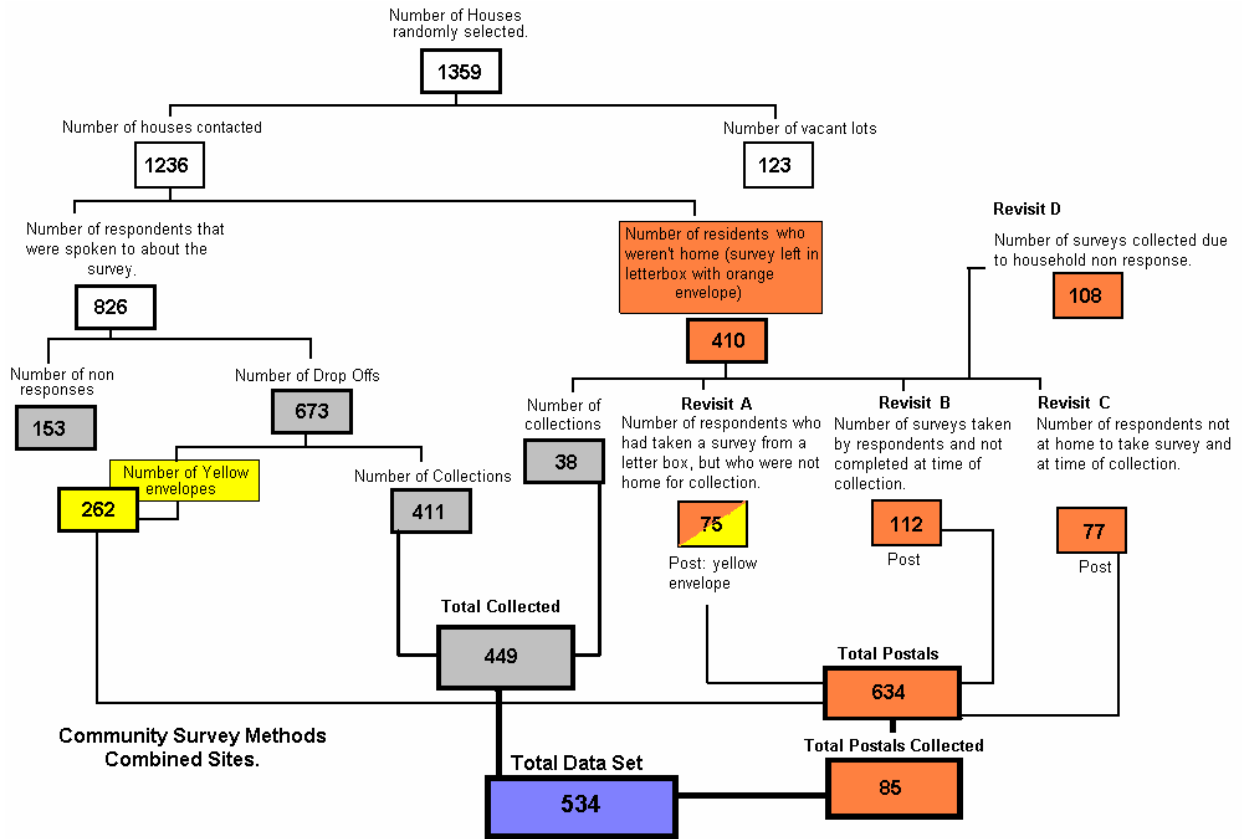 Number of Houses
randomly selected.
1359
Number of houses contacted
1236
Number of vacant lots
123
Number of respondents that
were spoken to about the
survey.
826
Number of residents who
weren't home (survey left in
letterbox with orange
envelope)
410
Revisit D
Number of surveys collected due
to household non response.
108
Number of non
responses
153
Number of Drop Offs
673
Number of
collections
38
Revisit A
Number of respondents who
had taken a survey from a
letter box, but who were not
home for collection.
75
Post: yellow
envelope
Revisit B
Number of surveys taken
by respondents and not
completed at time of
collection.
112
Post
Revisit C
Number of respondents not
at home to take survey and
at time of collection.
77
Post
Number of Yellow
envelopes
262
Number of Collections
411
Total Collected
449
Total Postals
634
Community Survey Methods
Combined Sites.
Total Postals Collected
85
Total Data Set
534